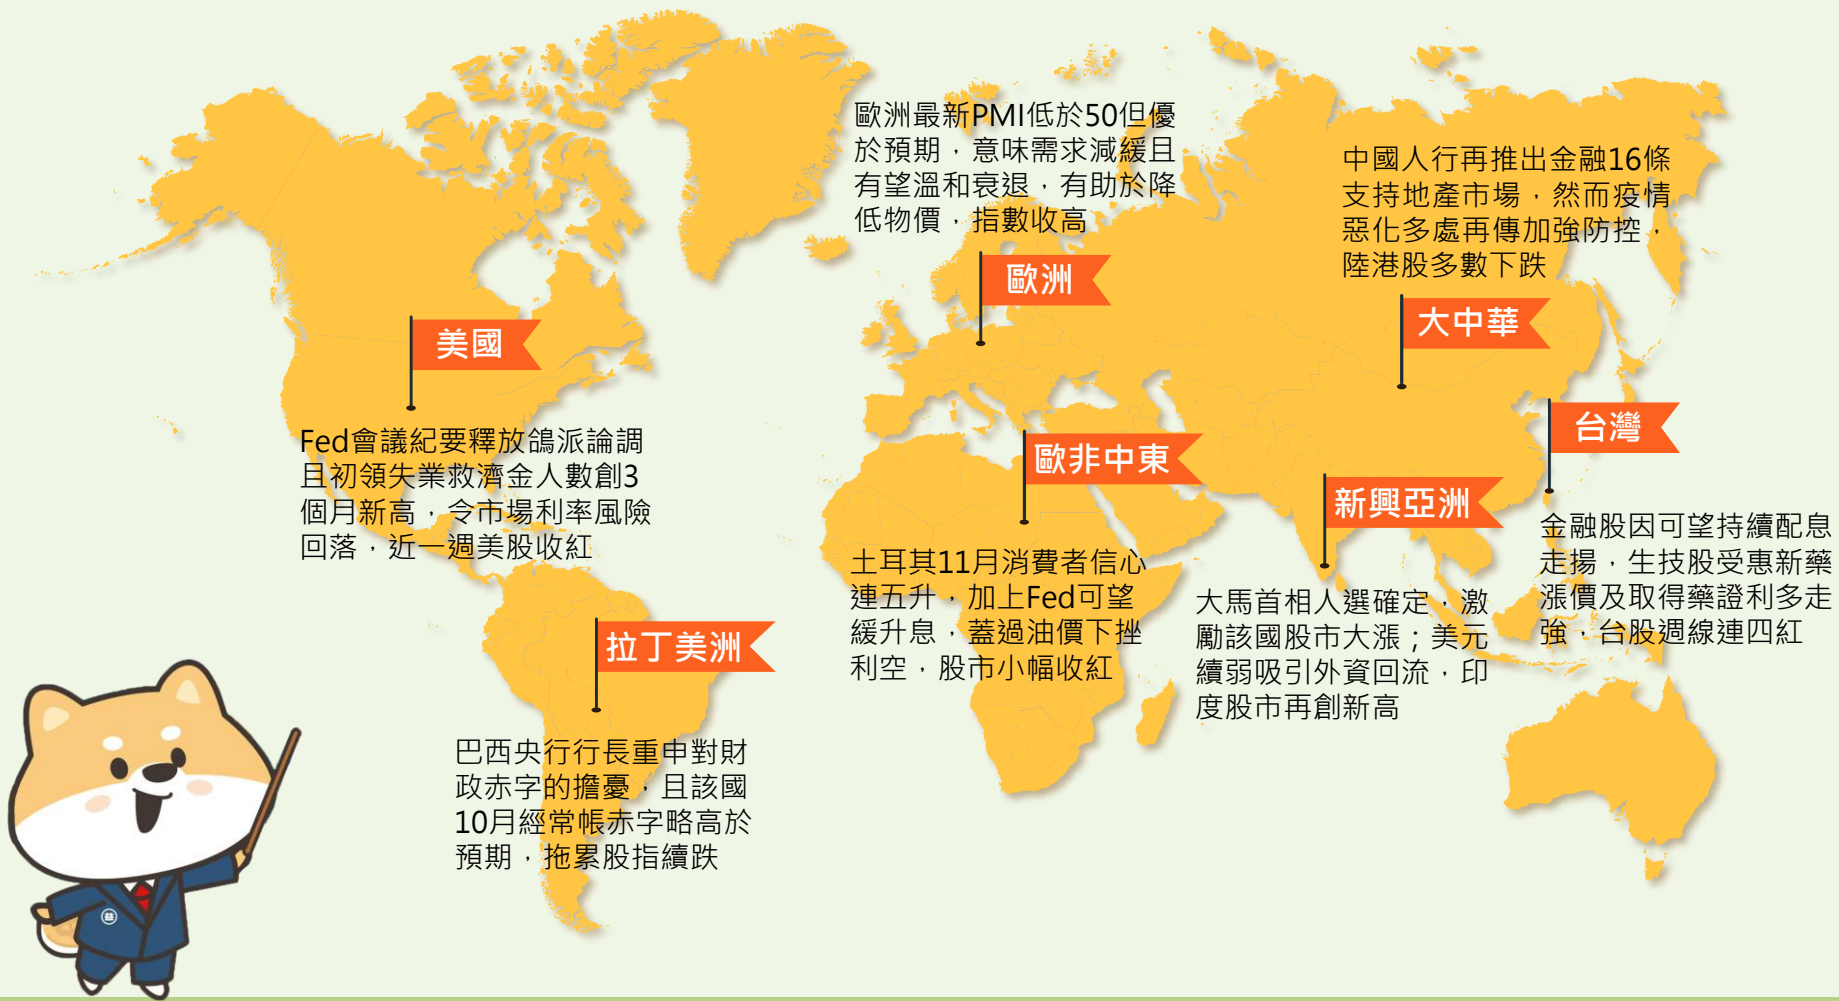 歐洲最新PMI低於50但優
於預期，意味需求減緩且
有望溫和衰退，有助於降
低物價，指數收高
歐洲
中國人行再推出金融16條
支持地產市場，然而疫情
惡化多處再傳加強防控，
陸港股多數下跌
大中華
美國
Fed會議紀要釋放鴿派論調
且初領失業救濟金人數創3
個月新高，令市場利率風險
回落，近一週美股收紅
歐非中東
土耳其11月消費者信心
連五升，加上Fed可望
緩升息，蓋過油價下挫
利空，股市小幅收紅
新興亞洲
大馬首相人選確定，激
勵該國股市大漲；美元
續弱吸引外資回流，印
度股市再創新高
台灣
金融股因可望持續配息
走揚，生技股受惠新藥
漲價及取得藥證利多走
強，台股週線連四紅
拉丁美洲
巴西央行行長重申對財
政赤字的擔憂，且該國
10月經常帳赤字略高於
預期，拖累股指續跌